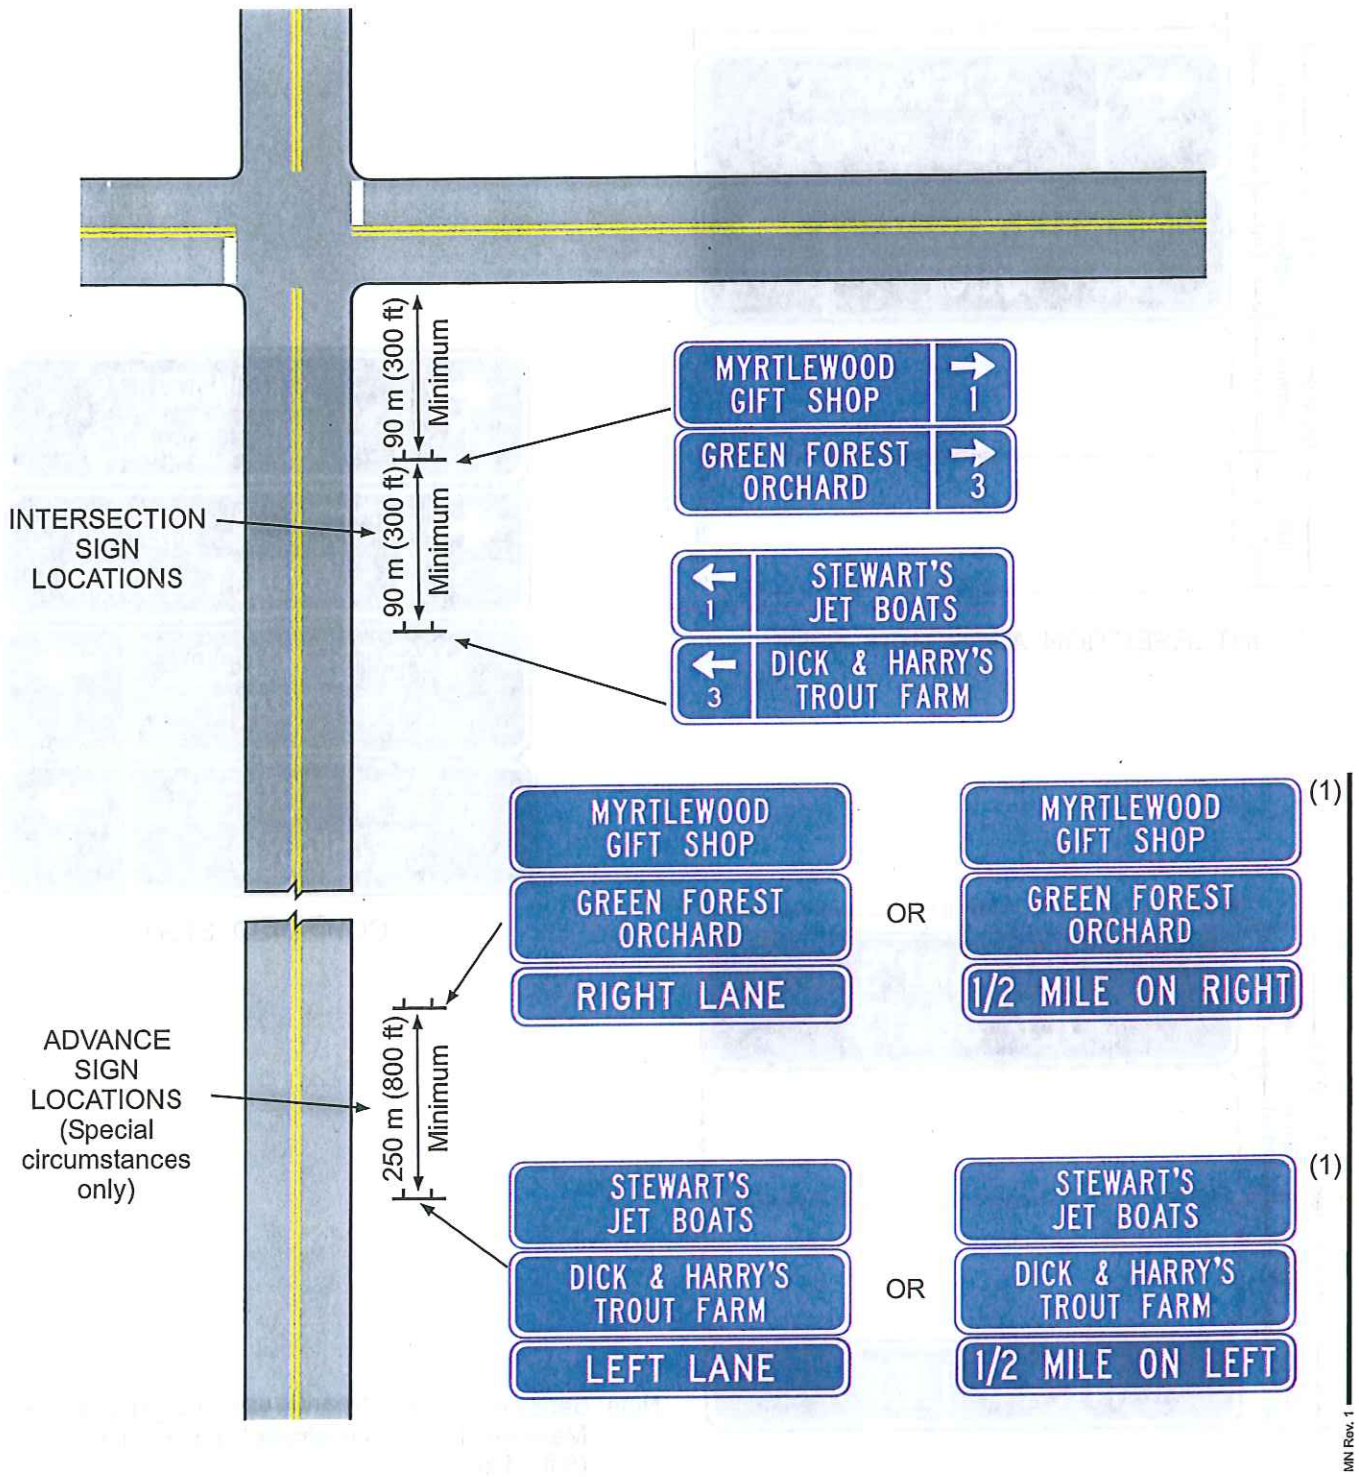 90 m (300 ft)
Minimum
MYRTLEWOOD
GIFT SHOP
→
1
GREEN FOREST
ORCHARD
→
3
INTERSECTION
SIGN
LOCATIONS
90 m (300 ft)
Minimum
←
1
STEWART'S
JET BOATS
←
3
DICK & HARRY'S
TROUT FARM
MYRTLEWOOD
GIFT SHOP
GREEN FOREST
ORCHARD
RIGHT LANE
OR
MYRTLEWOOD
GIFT SHOP
GREEN FOREST
ORCHARD
1/2 MILE ON RIGHT
(1)
ADVANCE
SIGN
LOCATIONS
(Special
circumstances
only)
250 m (800 ft)
Minimum
STEWART'S
JET BOATS
DICK & HARRY'S
TROUT FARM
LEFT LANE
OR
STEWART'S
JET BOATS
DICK & HARRY'S
TROUT FARM
1/2 MILE ON LEFT
(1)
MN Rev. 1